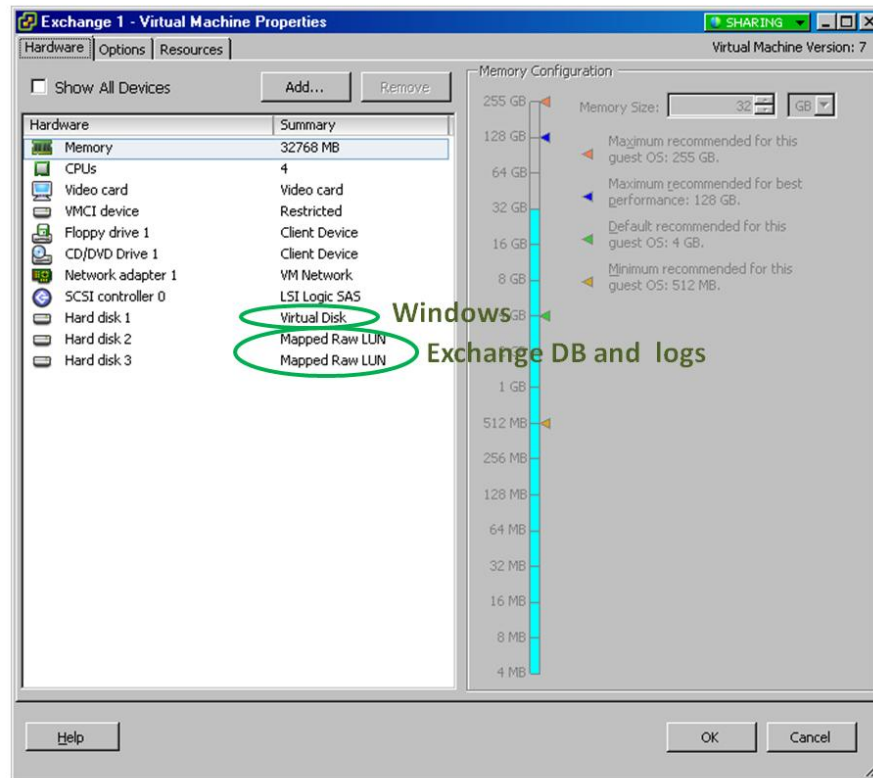 Exchange 1 - Virtual Machine Properties
SHARING
Hardware Options Resources
Virtual Machine Version: 7
Show All Devices
Add...
Remove
Hardware Summary
Memory 32768 MB
CPUs 4
Video card Video card
VMCI device Restricted
Floppy drive 1 Client Device
CD/DVD Drive 1 Client Device
Network adapter 1 VM Network
SCSI controller 0 LSI Logic SAS
Hard disk 1 Virtual Disk
Hard disk 2 Mapped Raw LUN
Hard disk 3 Mapped Raw LUN
Windows
Exchange DB and logs
Memory Configuration
255 GB
128 GB
64 GB
32 GB
16 GB
8 GB
GB
1 GB
512 MB
256 MB
128 MB
64 MB
32 MB
16 MB
8 MB
4 MB
Memory Size: 32 GB
Maximum recommended for this
guest OS: 255 GB.
Maximum recommended for best
performance: 128 GB.
Default recommended for this
guest OS: 4 GB.
Minimum recommended for this
guest OS: 512 MB.
Help
OK
Cancel